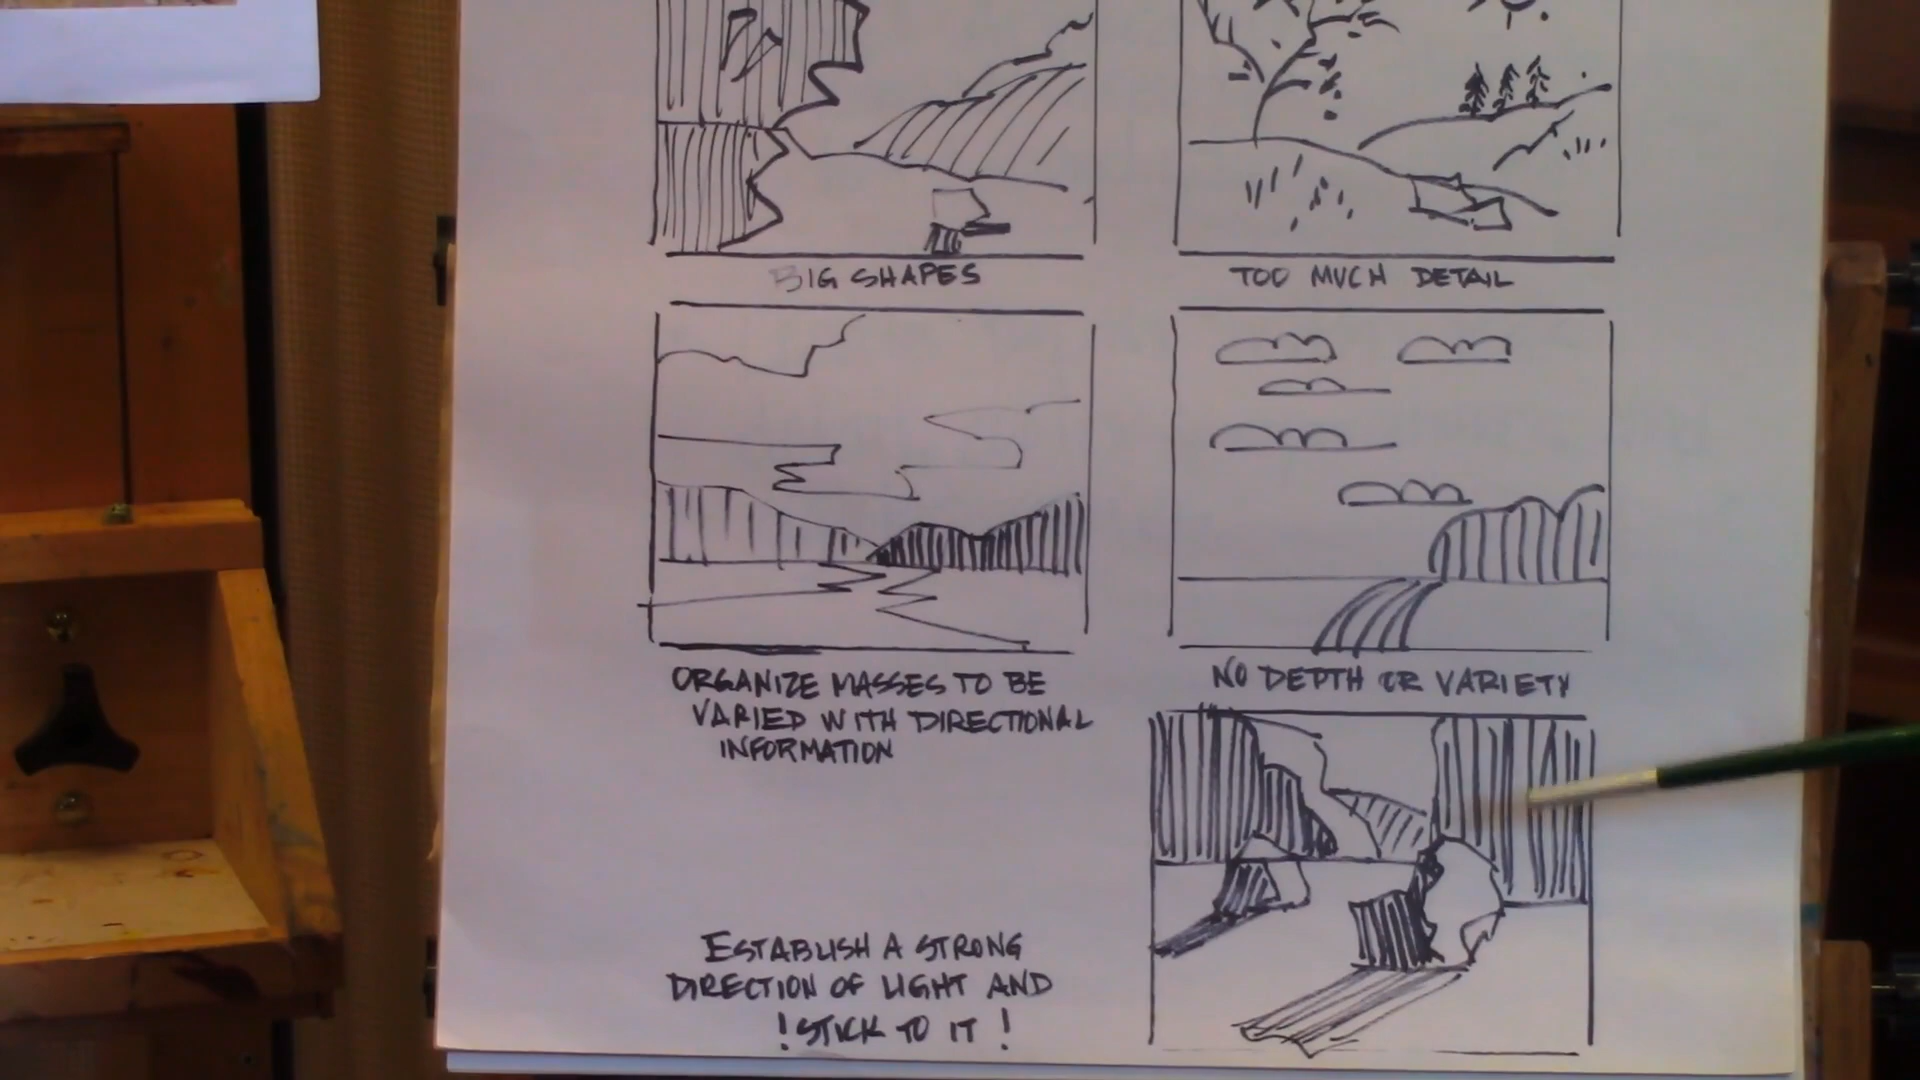 BIG SHAPES
TOO MUCH DETAIL
ORGANIZE MASSES TO BE
VARIED WITH DIRECTIONAL
INFORMATION
NO DEPTH OR VARIETY
ESTABLISH A STRONG
DIRECTION OF LIGHT AND
! STICK TO IT !